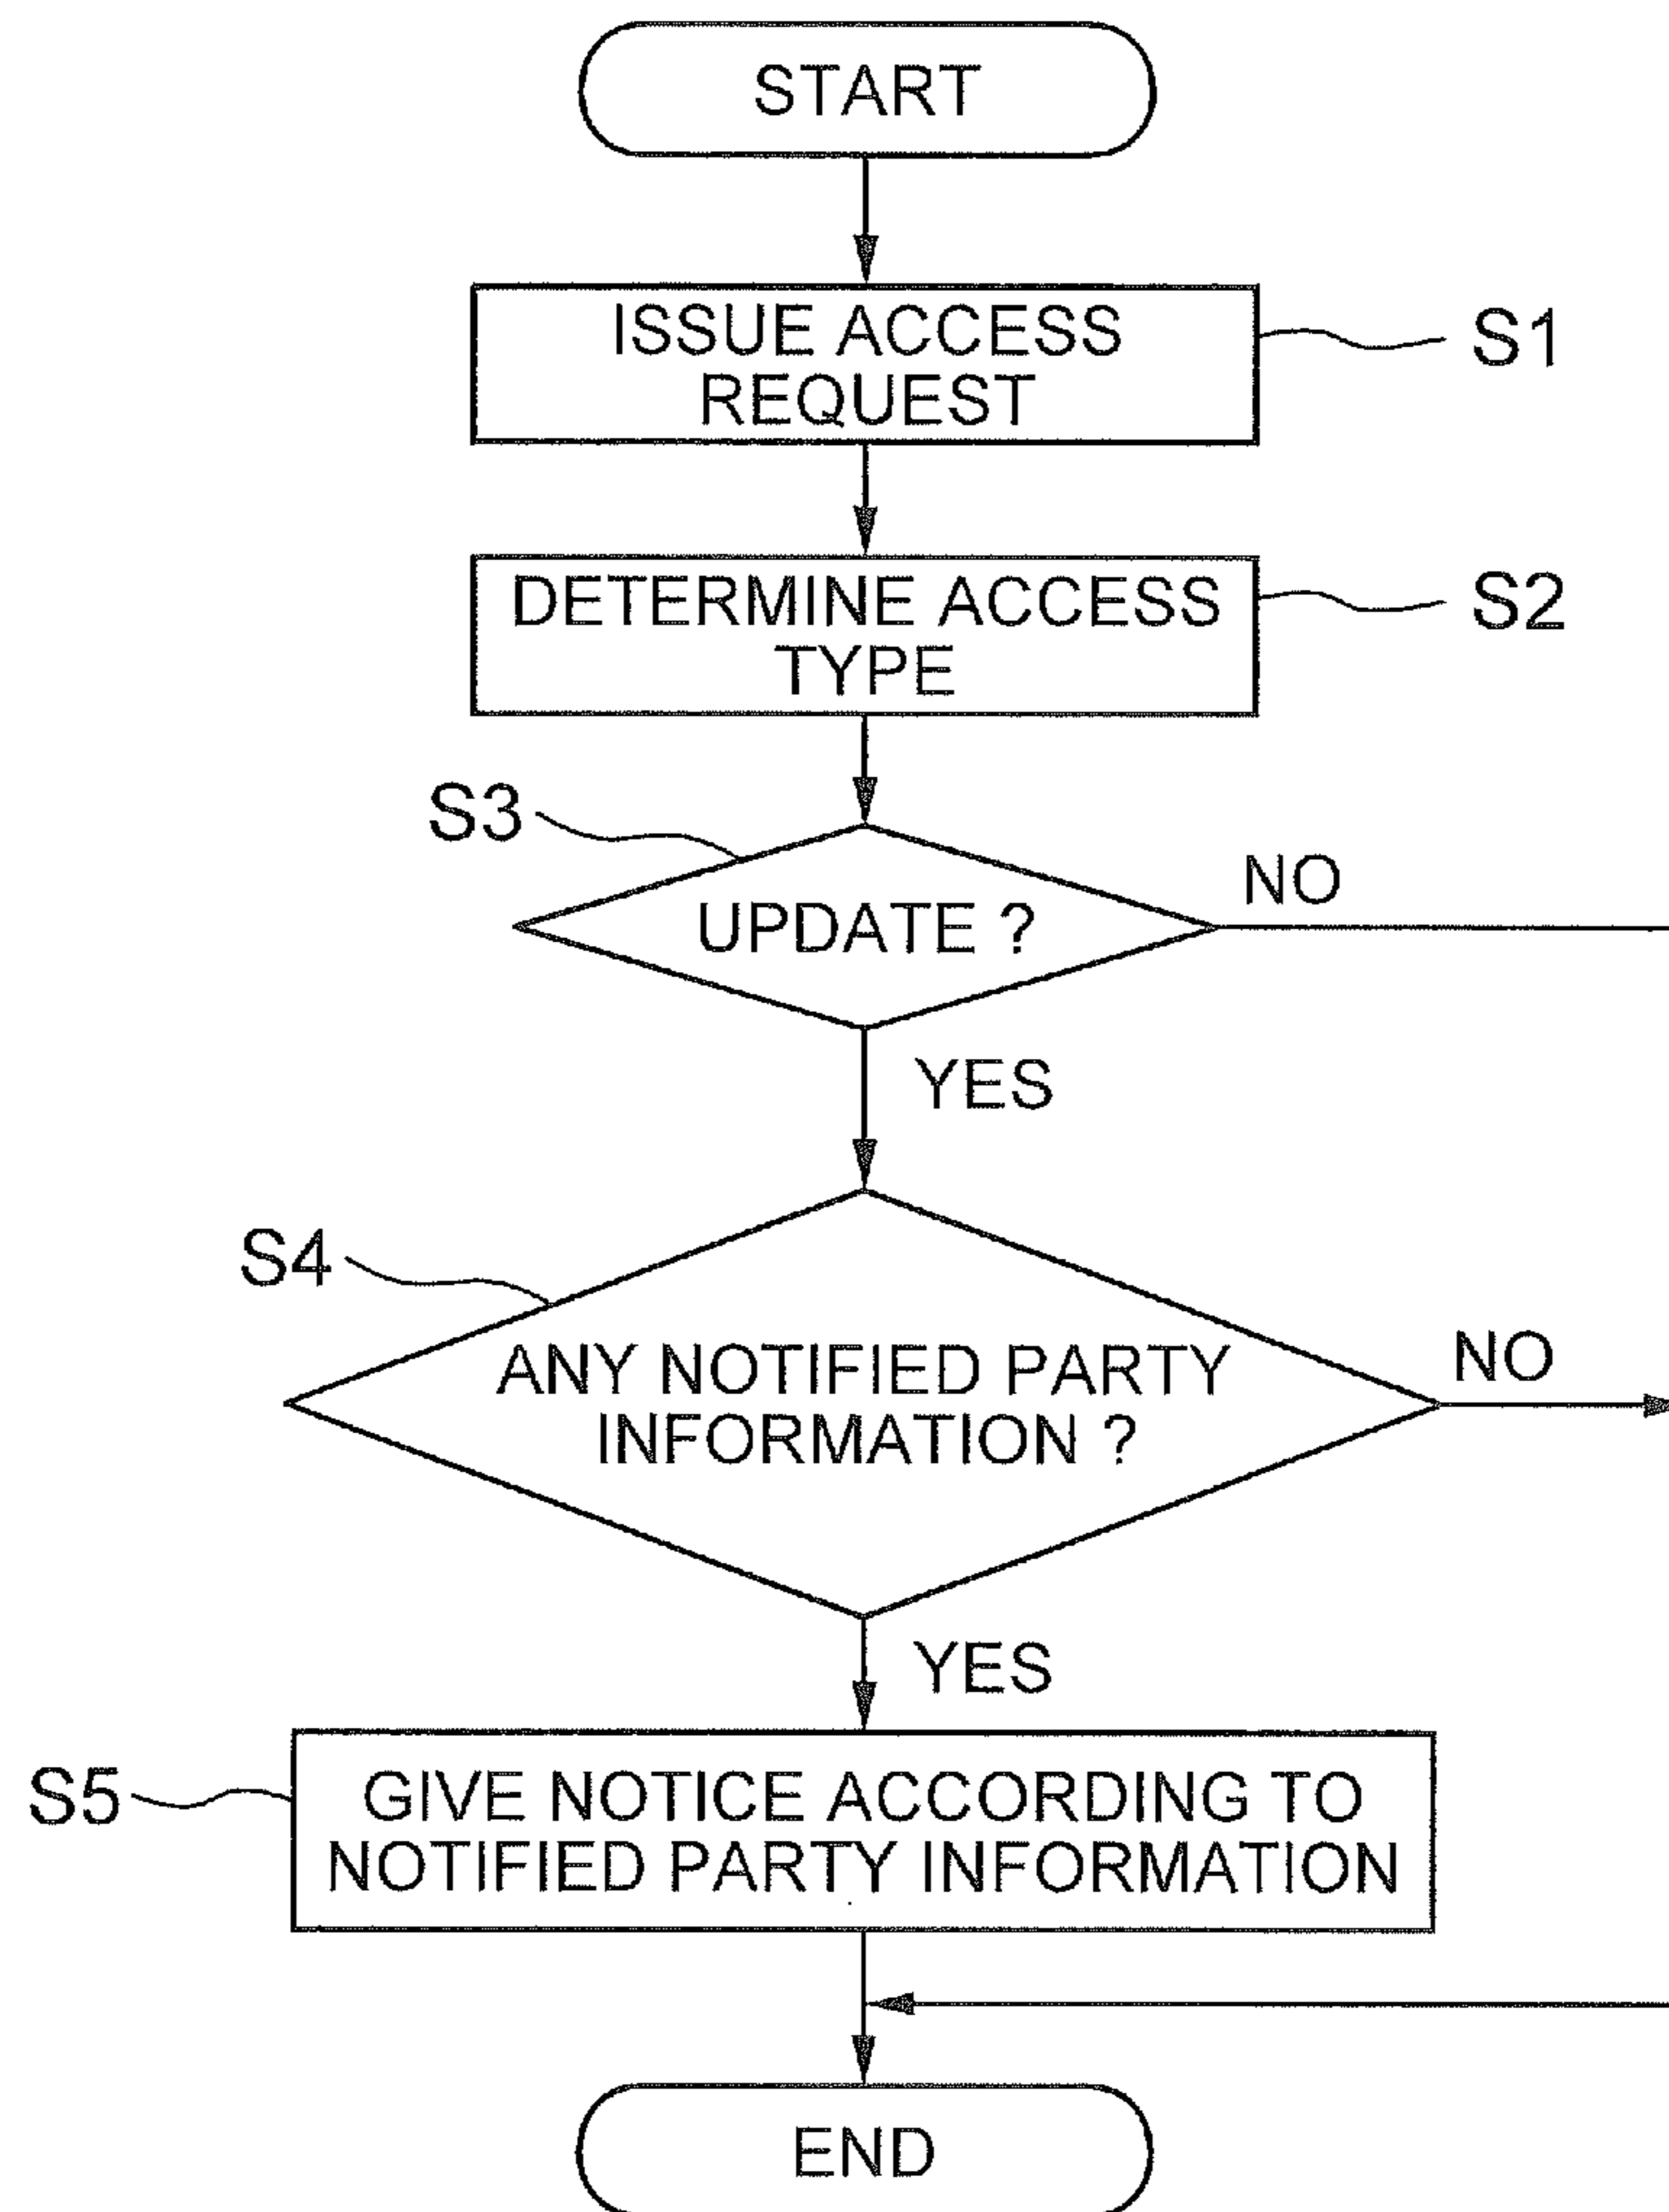 START
ISSUE ACCESS
REQUEST
S1
DETERMINE ACCESS
TYPE
S2
S3
UPDATE ?
NO
YES
S4
ANY NOTIFIED PARTY
INFORMATION ?
NO
YES
S5
GIVE NOTICE ACCORDING TO
NOTIFIED PARTY INFORMATION
END